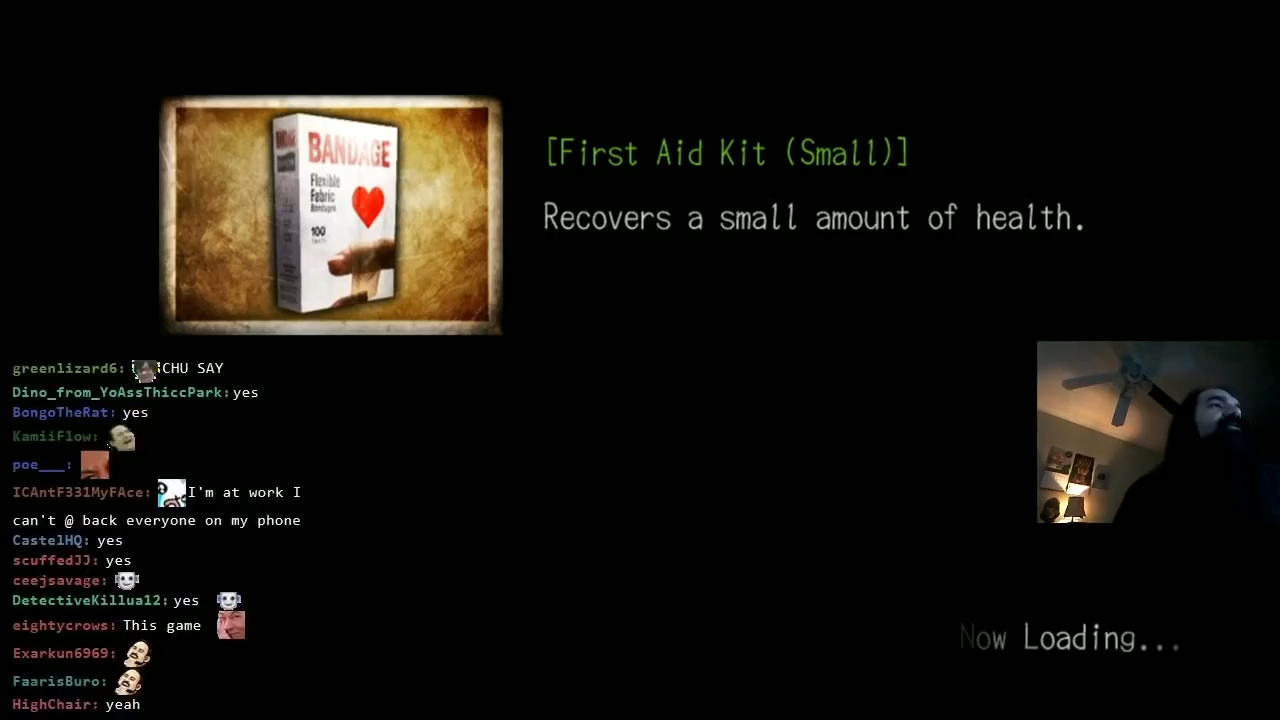 [First Aid Kit (Small)]
Recovers a small amount of health.
BANDAGE
Flexible
Fabric
Bandages
100
greenlizard6: CHU SAY
Dino_from_YoAssThiccPark: yes
BongoTheRat: yes
KamiiFlow:
poe___:
ICAntF331MyFAce: I'm at work I
can't @ back everyone on my phone
CastelHQ: yes
scuffedJJ: yes
ceejsavage:
DetectiveKillua12: yes
eightycrows: This game
Exarkun6969:
FaarisBuro:
HighChair: yeah
Now Loading...